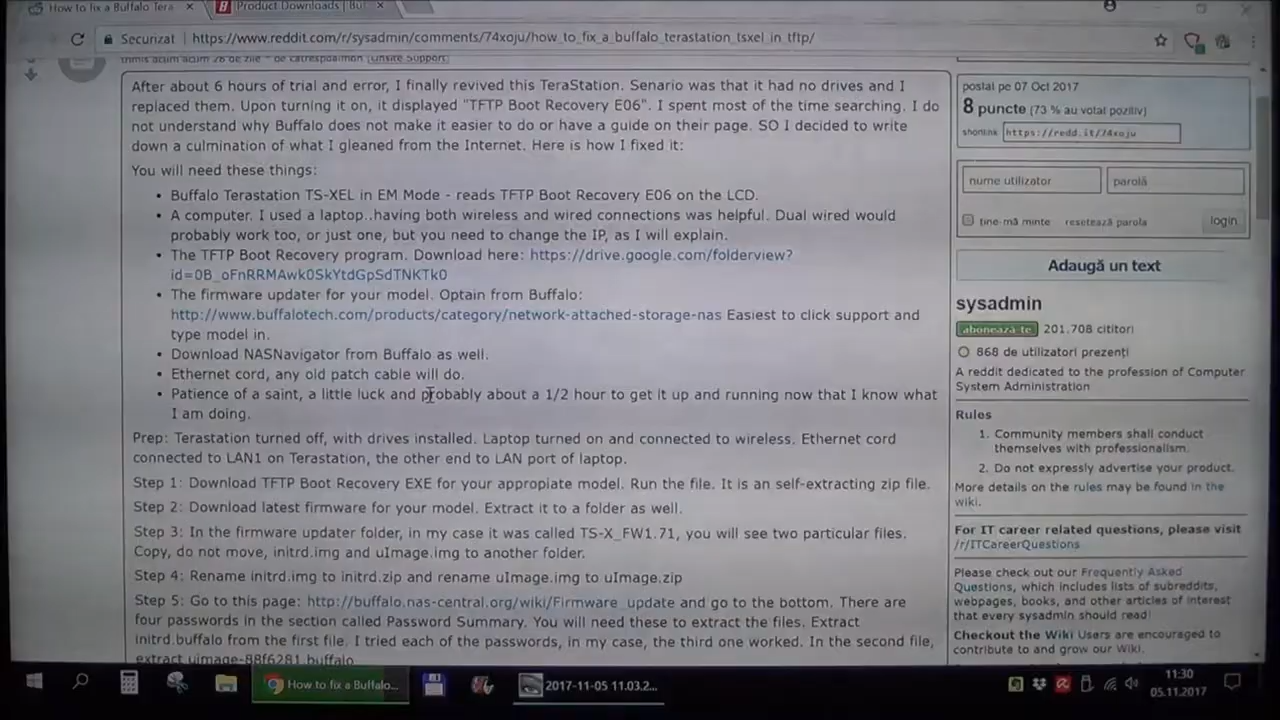 How to fix a Buffalo Tera
Product Downloads | Buf
Securizat
https://www.reddit.com/r/sysadmin/comments/74xoju/how_to_fix_a_buffalo_terastation_tsxel_in_tftp/
After about 6 hours of trial and error, I finally revived this TeraStation. Senario was that it had no drives and I
replaced them. Upon turning it on, it displayed "TFTP Boot Recovery E06". I spent most of the time searching. I do
not understand why Buffalo does not make it easier to do or have a guide on their page. SO I decided to write
down a culmination of what I gleaned from the Internet. Here is how I fixed it:
You will need these things:
• Buffalo Terastation TS-XEL in EM Mode - reads TFTP Boot Recovery E06 on the LCD.
• A computer. I used a laptop..having both wireless and wired connections was helpful. Dual wired would
probably work too, or just one, but you need to change the IP, as I will explain.
• The TFTP Boot Recovery program. Download here: https://drive.google.com/folderview?
id=0B_oFnRRMAwk0SkYtdGpSdTNKTk0
• The firmware updater for your model. Optain from Buffalo:
http://www.buffalotech.com/products/category/network-attached-storage-nas Easiest to click support and
type model in.
• Download NASNavigator from Buffalo as well.
• Ethernet cord, any old patch cable will do.
• Patience of a saint, a little luck and probably about a 1/2 hour to get it up and running now that I know what
I am doing.
Prep: Terastation turned off, with drives installed. Laptop turned on and connected to wireless. Ethernet cord
connected to LAN1 on Terastation, the other end to LAN port of laptop.
Step 1: Download TFTP Boot Recovery EXE for your appropiate model. Run the file. It is an self-extracting zip file.
Step 2: Download latest firmware for your model. Extract it to a folder as well.
Step 3: In the firmware updater folder, in my case it was called TS-X_FW1.71, you will see two particular files.
Copy, do not move, initrd.img and uImage.img to another folder.
Step 4: Rename initrd.img to initrd.zip and rename uImage.img to uImage.zip
Step 5: Go to this page: http://buffalo.nas-central.org/wiki/Firmware_update and go to the bottom. There are
four passwords in the section called Password Summary. You will need these to extract the files. Extract
initrd.buffalo from the first file. I tried each of the passwords, in my case, the third one worked. In the second file,
extract uimage-88f6281.buffalo
postat pe 07 Oct 2017
8 puncte (73 % au votat pozitiv)
shortlink https://redd.it/74xoju
nume utilizator
parolă
ține-mă minte
resetează parola
login
Adaugă un text
sysadmin
abonează-te 201.708 cititori
868 de utilizatori prezenți
A reddit dedicated to the profession of Computer
System Administration
Rules
1. Community members shall conduct
themselves with professionalism.
2. Do not expressly advertise your product.
More details on the rules may be found in the
wiki.
For IT career related questions, please visit
/r/ITCareerQuestions
Please check out our Frequently Asked
Questions, which includes lists of subreddits,
webpages, books, and other articles of interest
that every sysadmin should read!
Checkout the Wiki Users are encouraged to
contribute to and grow our Wiki.
How to fix a Buffalo...
2017-11-05 11.03.2...
11:30
05.11.2017